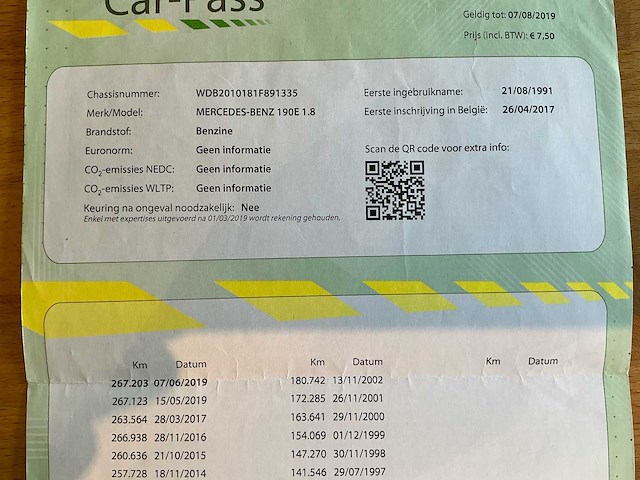 Car-Pass
Geldig tot: 07/08/2019
Prijs (incl. BTW): € 7,50
Chassisnummer: WDB2010181F891335
Merk/Model: MERCEDES-BENZ 190E 1.8
Brandstof: Benzine
Euronorm: Geen informatie
CO2-emissies NEDC: Geen informatie
CO2-emissies WLTP: Geen informatie
Keuring na ongeval noodzakelijk: Nee
Enkel met expertises uitgevoerd na 01/03/2019 wordt rekening gehouden.
Eerste ingebruikname: 21/08/1991
Eerste inschrijving in België: 26/04/2017
Scan de QR code voor extra info:
Km Datum Km Datum Km Datum
267.203 07/06/2019 180.742 13/11/2002
267.123 15/05/2019 172.285 26/11/2001
263.564 28/03/2017 163.641 29/11/2000
266.938 28/11/2016 154.069 01/12/1999
260.636 21/10/2015 147.270 30/11/1998
257.728 18/11/2014 141.546 29/07/1997